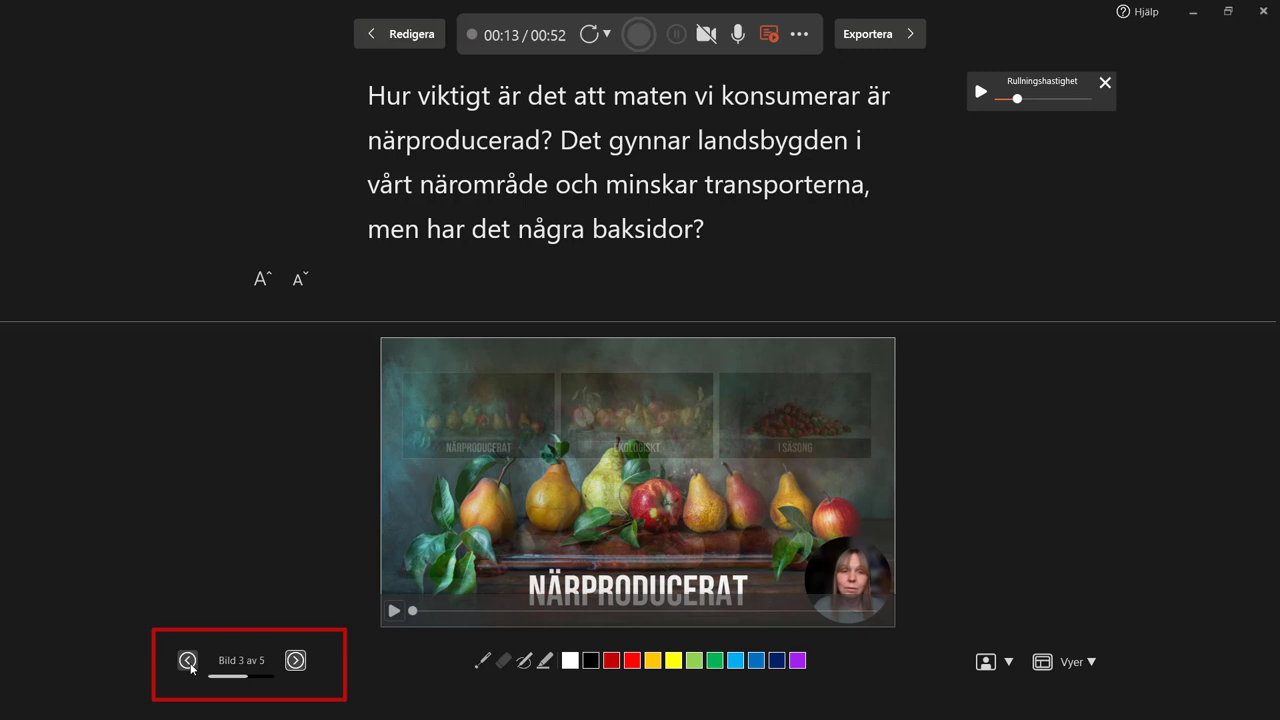 Hjälp
Redigera
00:13 / 00:52
Exportera
Rullningshastighet
Hur viktigt är det att maten vi konsumerar är
närproducerad? Det gynnar landsbygden i
vårt närområde och minskar transporterna,
men har det några baksidor?
A A
NÄRPRODUCERAT
EKOLOGISKT
I SÄSONG
NÄRPRODUCERAT
Bild 3 av 5
Vyer